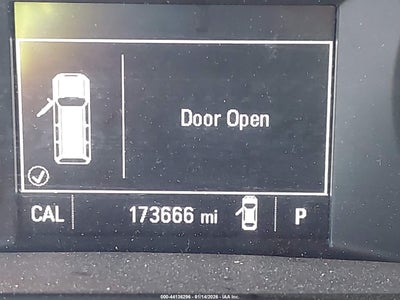 Door Open
CAL 173666 mi P
000-44136296 - 01/14/2026 - IAA Inc.